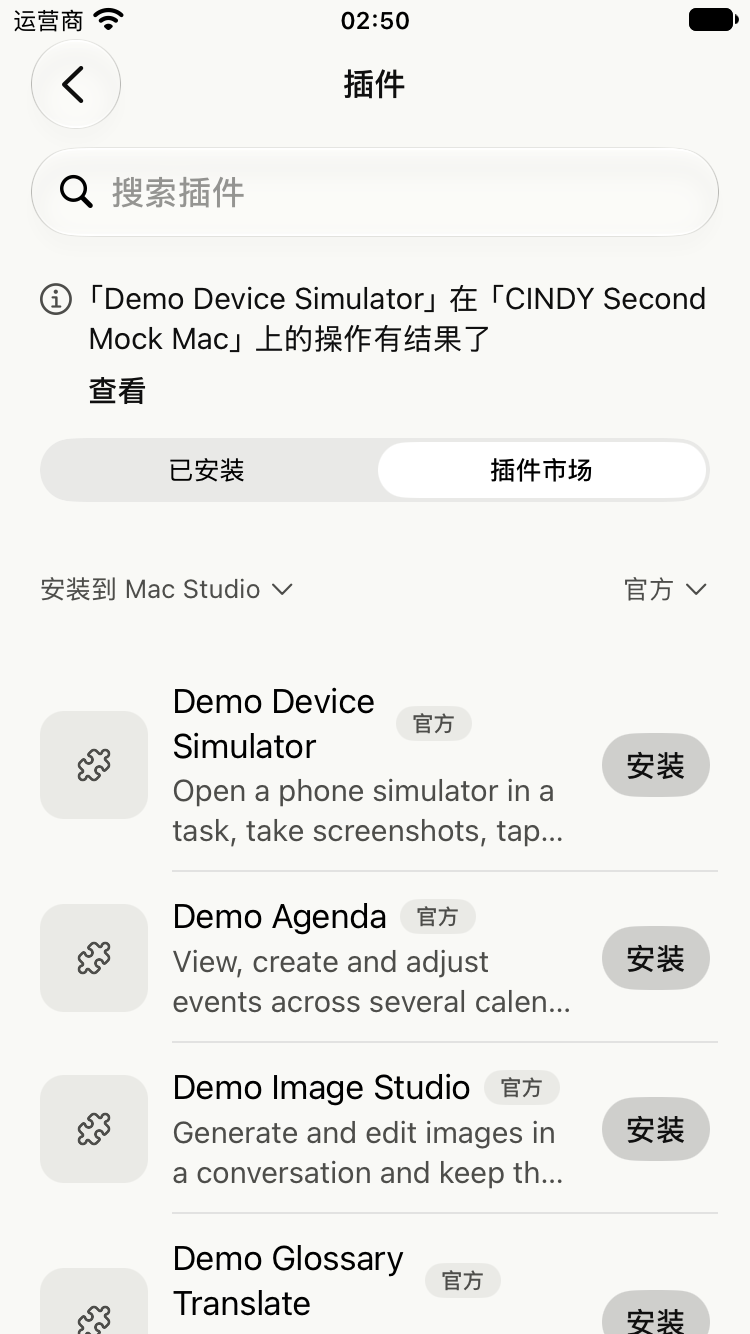 运营商
02:50
插件
搜索插件
「Demo Device Simulator」在「CINDY Second
Mock Mac」上的操作有结果了
查看
已安装
插件市场
安装到 Mac Studio
官方
Demo Device
Simulator
官方
Open a phone simulator in a
task, take screenshots, tap...
安装
Demo Agenda
官方
View, create and adjust
events across several calen...
安装
Demo Image Studio
官方
Generate and edit images in
a conversation and keep th...
安装
Demo Glossary
Translate
官方
安装